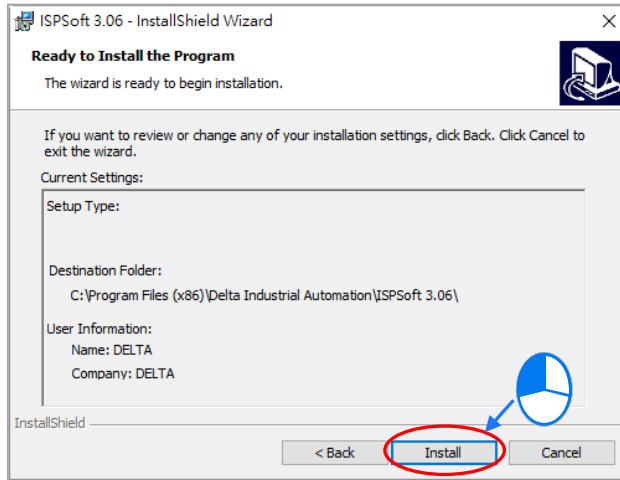 ISPSoft 3.06 - InstallShield Wizard
Ready to Install the Program
The wizard is ready to begin installation.
If you want to review or change any of your installation settings, click Back. Click Cancel to
exit the wizard.
Current Settings:
Setup Type:
Destination Folder:
C:\Program Files (x86)\Delta Industrial Automation\ISPSoft 3.06\
User Information:
Name: DELTA
Company: DELTA
InstallShield
< Back
Install
Cancel